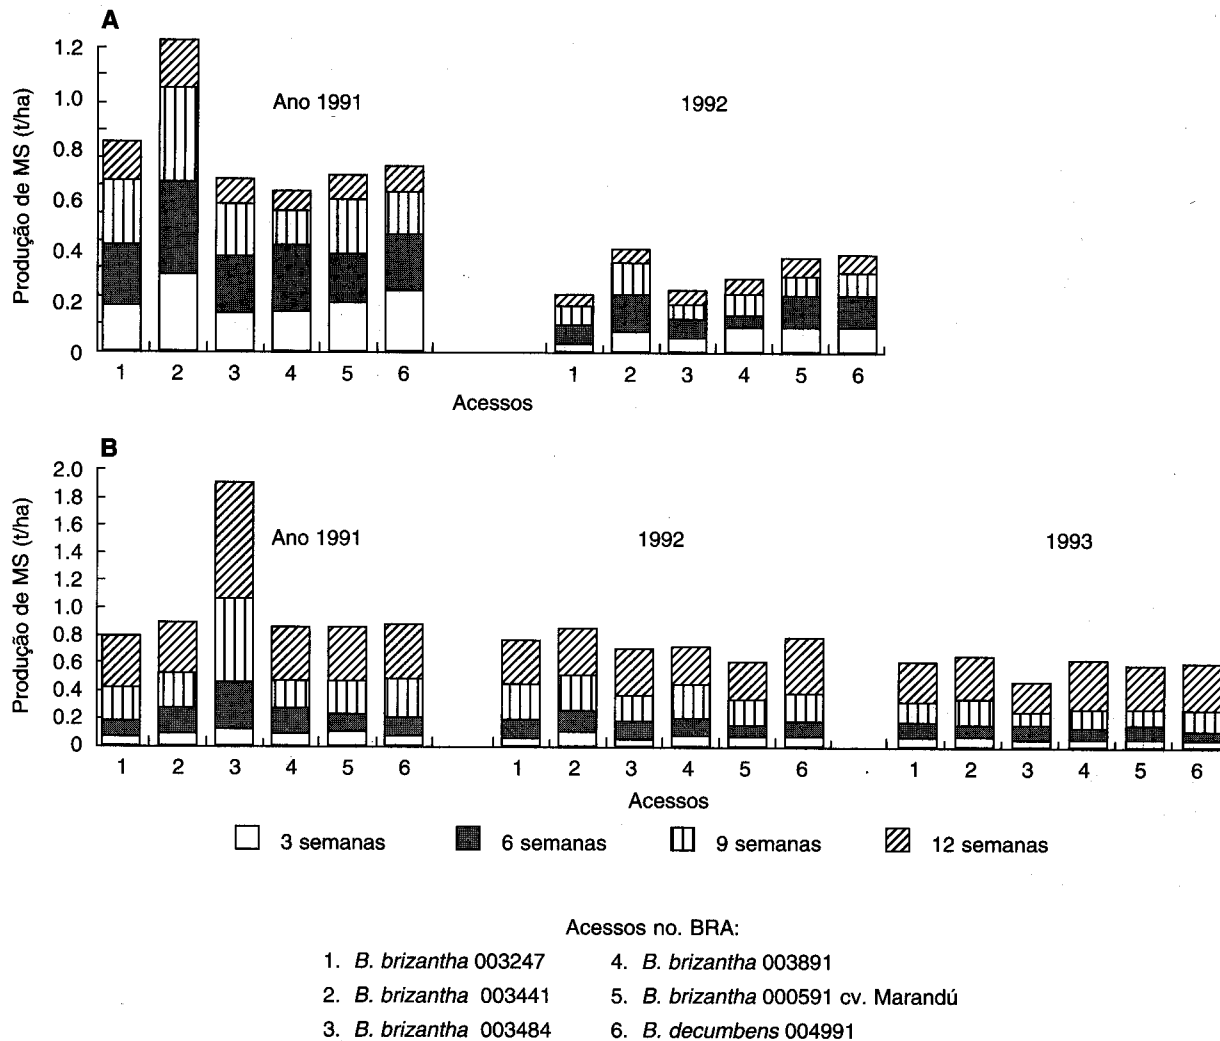 A
Produção de MS (t/ha)
1.2
1.0
0.8
0.6
0.4
0.2
0
Ano 1991
1992
1 2 3 4 5 6
1 2 3 4 5 6
Acessos
B
Produção de MS (t/ha)
2.0
1.8
1.6
1.4
1.2
1.0
0.8
0.6
0.4
0.2
0
Ano 1991
1992
1993
1 2 3 4 5 6
1 2 3 4 5 6
1 2 3 4 5 6
Acessos
3 semanas 6 semanas 9 semanas 12 semanas
Acessos no. BRA:
1. B. brizantha 003247 4. B. brizantha 003891
2. B. brizantha 003441 5. B. brizantha 000591 cv. Marandú
3. B. brizantha 003484 6. B. decumbens 004991